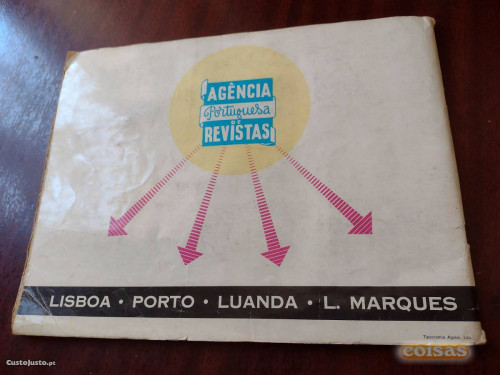 AGÊNCIA
Portuguesa
DE
REVISTAS
LISBOA • PORTO • LUANDA • L. MARQUES
CustoJusto.pt
coisas